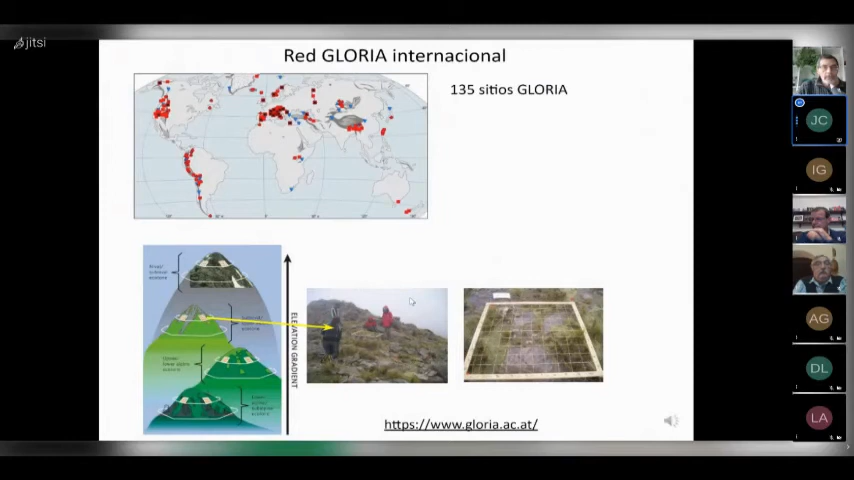 jitsi
Red GLORIA internacional
135 sitios GLORIA
ELEVATION GRADIENT
https://www.gloria.ac.at/
JC
IG
AG
DL
LA